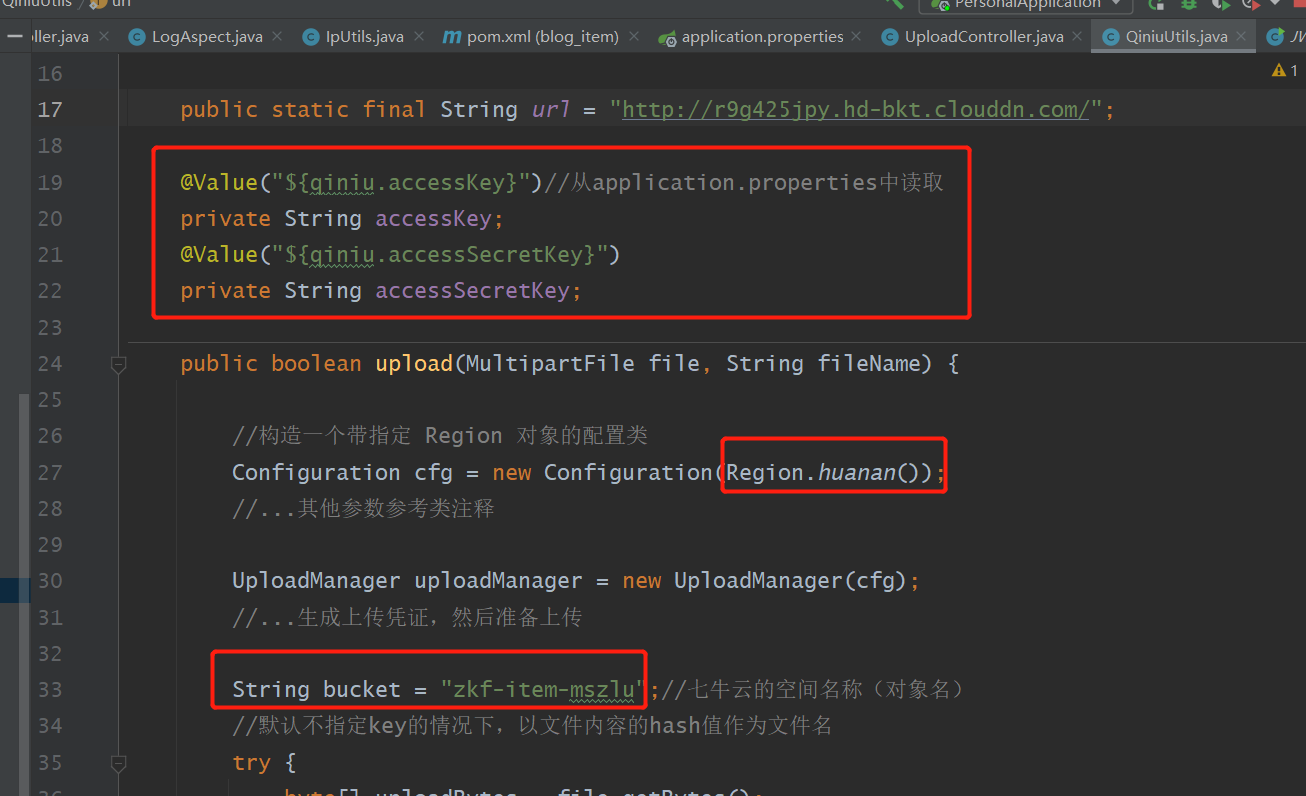 QiniuUtils / url PersonalApplication
ller.java LogAspect.java IpUtils.java pom.xml (blog_item) application.properties UploadController.java QiniuUtils.java JW
16 1
17 public static final String url = "http://r9g425jpy.hd-bkt.clouddn.com/";
18
19 @Value("${qiniu.accessKey}")//从application.properties中读取
20 private String accessKey;
21 @Value("${qiniu.accessSecretKey}")
22 private String accessSecretKey;
23
24 public boolean upload(MultipartFile file, String fileName) {
25
26 //构造一个带指定 Region 对象的配置类
27 Configuration cfg = new Configuration(Region.huanan());
28 //...其他参数参考类注释
29
30 UploadManager uploadManager = new UploadManager(cfg);
31 //...生成上传凭证，然后准备上传
32
33 String bucket = "zkf-item-mszlu";//七牛云的空间名称（对象名）
34 //默认不指定key的情况下，以文件内容的hash值作为文件名
35 try {
36 byte[] uploadBytes = file.getBytes();